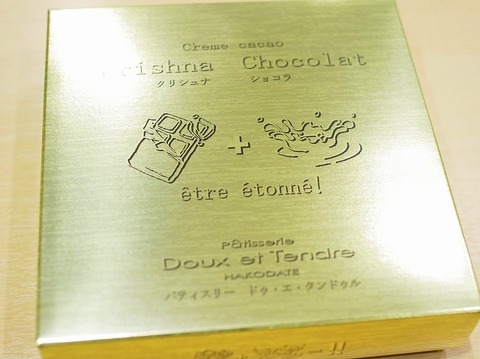 Creme cacao
Krishna Chocolat
クリシュナ ショコラ
+
être étonné!
Pâtisserie
Doux et Tendre
HAKODATE
パティスリー ドゥ・エ・タンドゥル